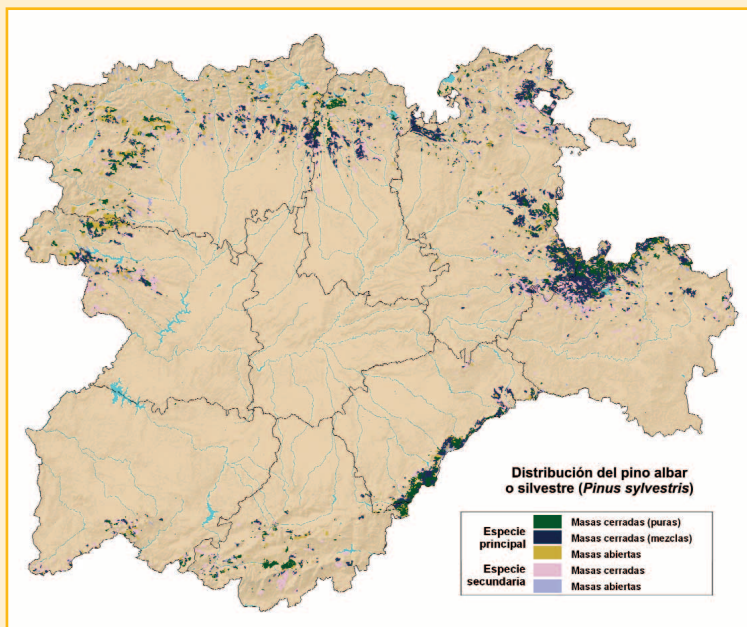 Distribución del pino albar
o silvestre (Pinus sylvestris)
Especie
principal
Masas cerradas (puras)
Masas cerradas (mezclas)
Masas abiertas
Especie
secundaria
Masas cerradas
Masas abiertas